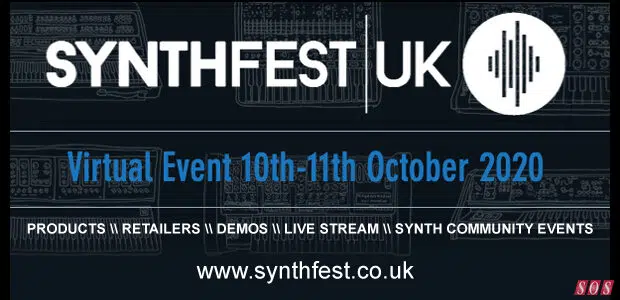 SYNTHFEST UK
Virtual Event 10th-11th October 2020
PRODUCTS \\ RETAILERS \\ DEMOS \\ LIVE STREAM \\ SYNTH COMMUNITY EVENTS
www.synthfest.co.uk
SOS